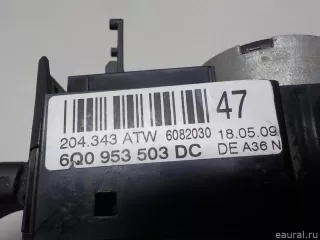 47
204.343 ATW 6082030 18.05.09
6Q0 953 503 DC DE A36 N
eaural.ru